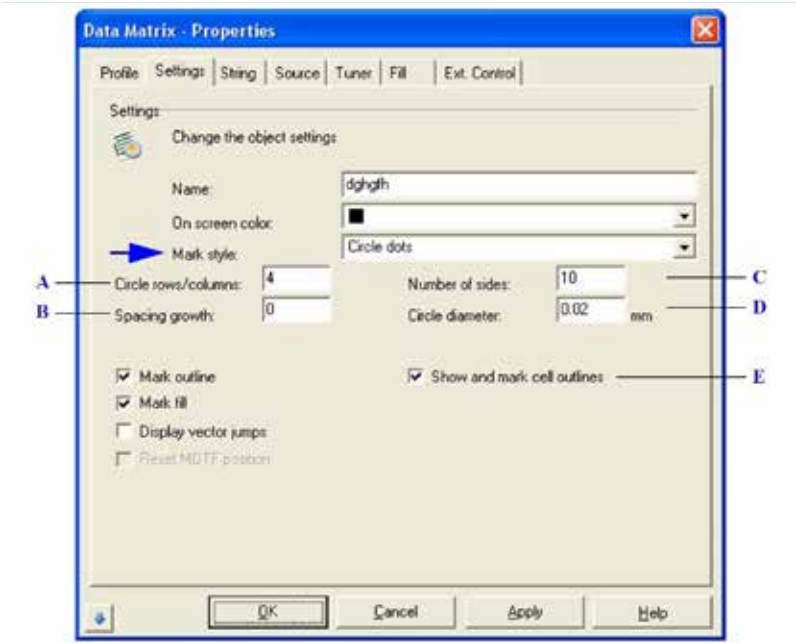 Data Matrix - Properties
Profile Settings String Source Tuner Fill Ext. Control
Settings
Change the object settings
Name: dghgfh
On screen color:
Mark style: Circle dots
A Circle rows/columns: 4 Number of sides: 10 C
B Spacing growth: 0 Circle diameter: 0.02 mm D
Mark outline Show and mark cell outlines E
Mark fill
Display vector jumps
Reset MOTF position
OK Cancel Apply Help